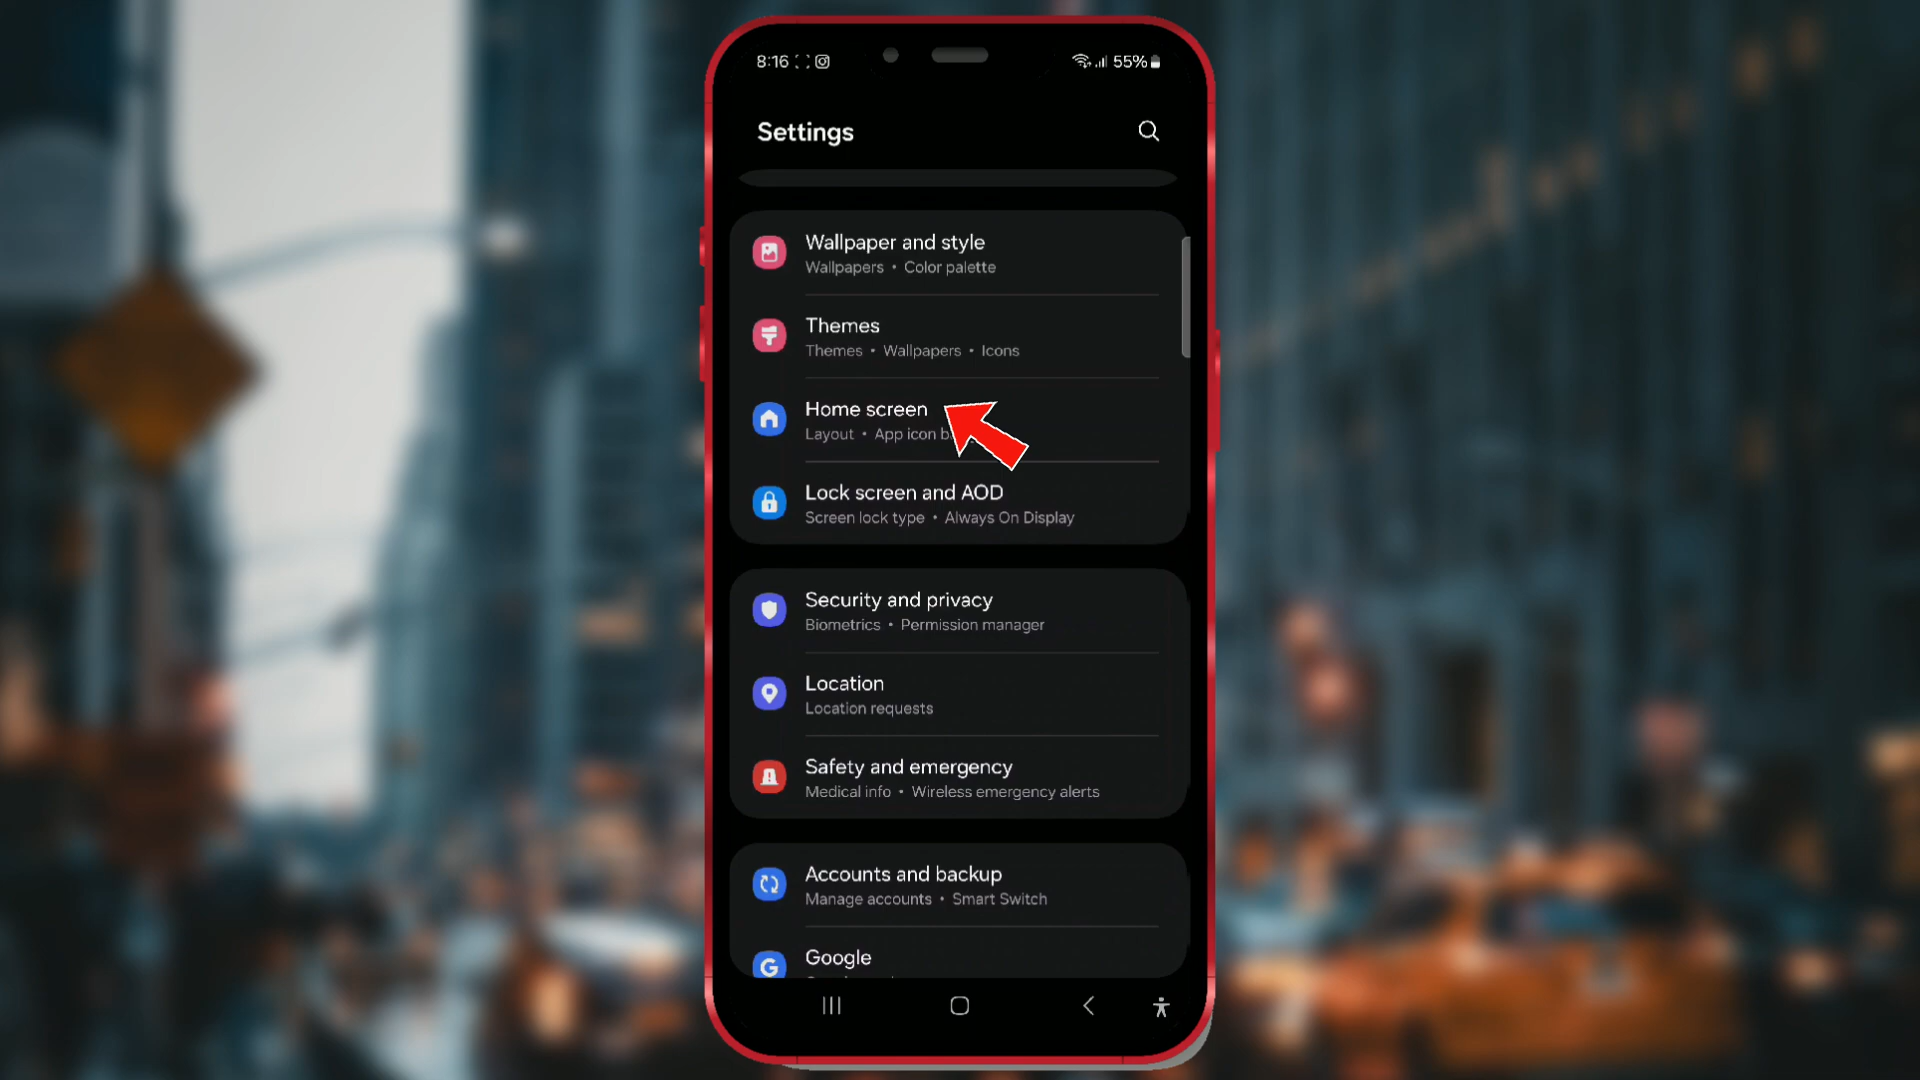 8:16 55%
Settings
Wallpaper and style
Wallpapers • Color palette
Themes
Themes • Wallpapers • Icons
Home screen
Layout • App icon
Lock screen and AOD
Screen lock type • Always On Display
Security and privacy
Biometrics • Permission manager
Location
Location requests
Safety and emergency
Medical info • Wireless emergency alerts
Accounts and backup
Manage accounts • Smart Switch
Google